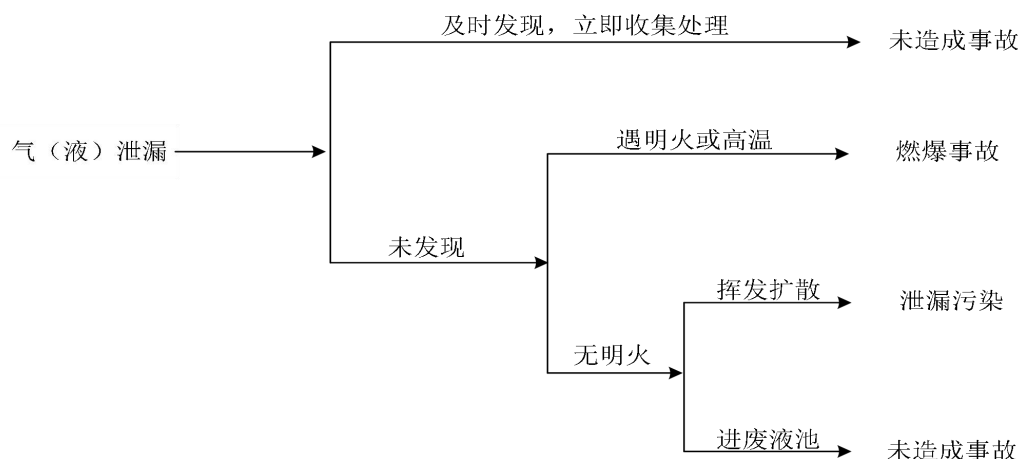 及时发现，立即收集处理
未造成事故
气（液）泄漏
遇明火或高温
燃爆事故
未发现
挥发扩散
泄漏污染
无明火
进废液池
未造成事故